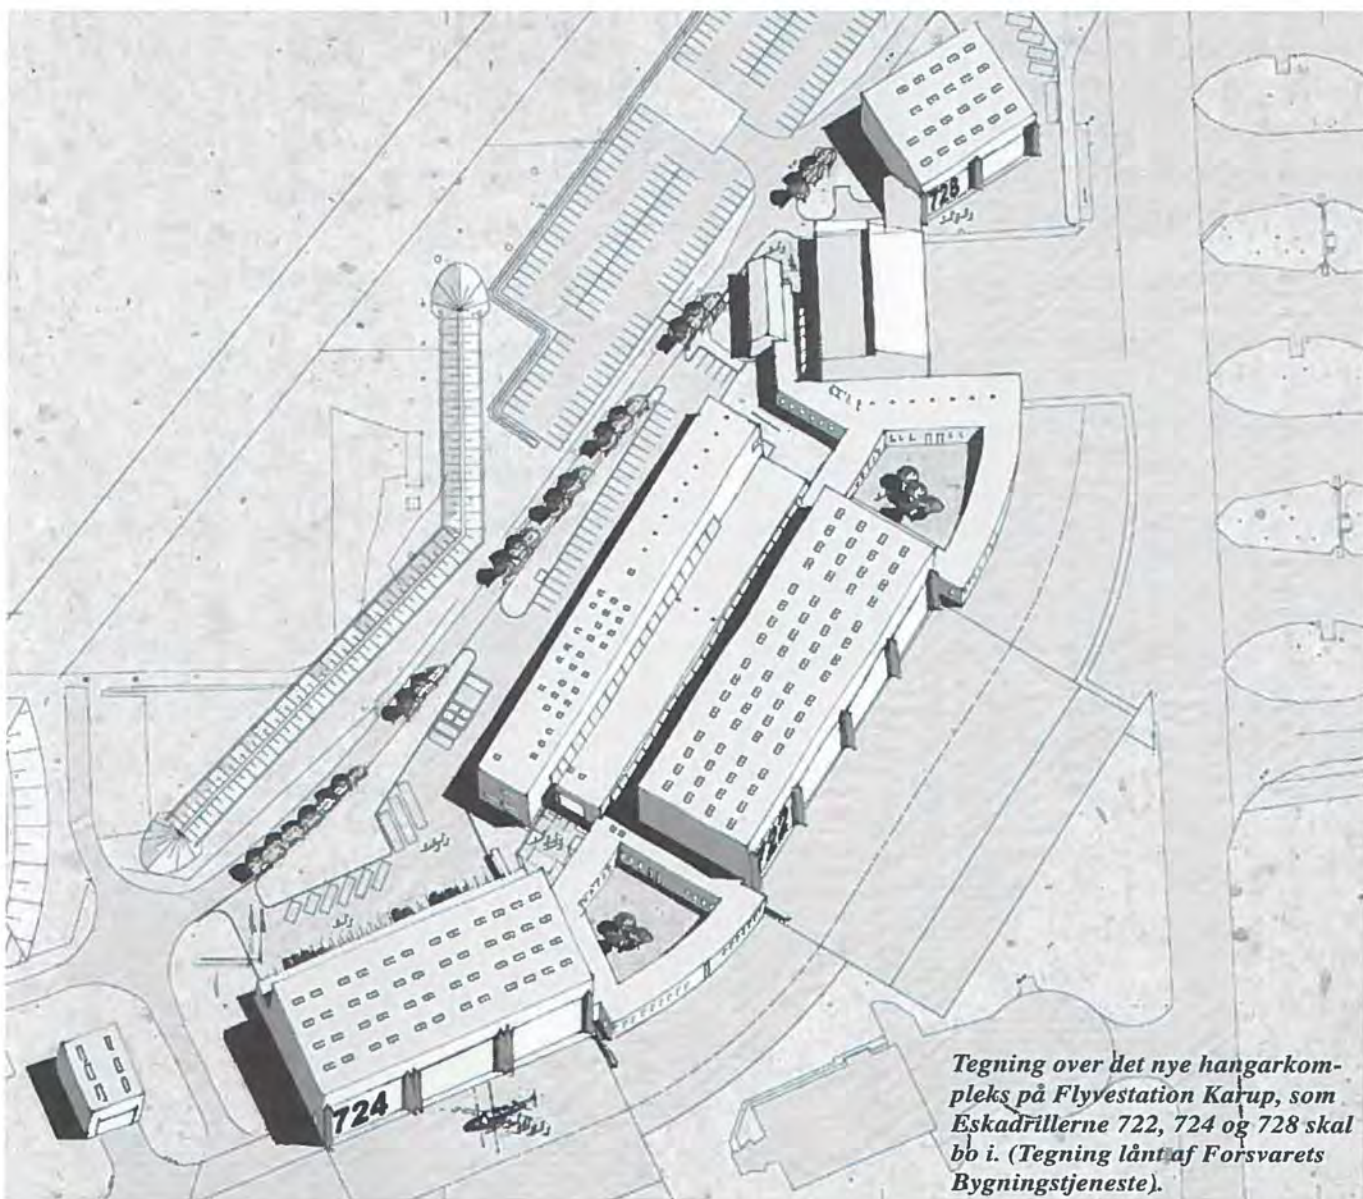 728
722
724
Tegning over det nye hangarkom-
pleks på Flyvestation Karup, som
Eskadrillerne 722, 724 og 728 skal
bo i. (Tegning lånt af Forsvarets
Bygningstjeneste).